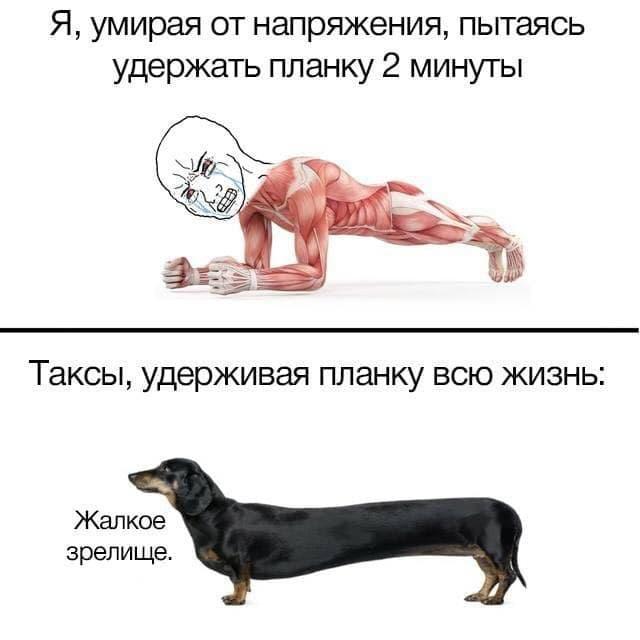 Я, умирая от напряжения, пытаясь
удержать планку 2 минуты
Таксы, удерживая планку всю жизнь:
Жалкое
зрелище.